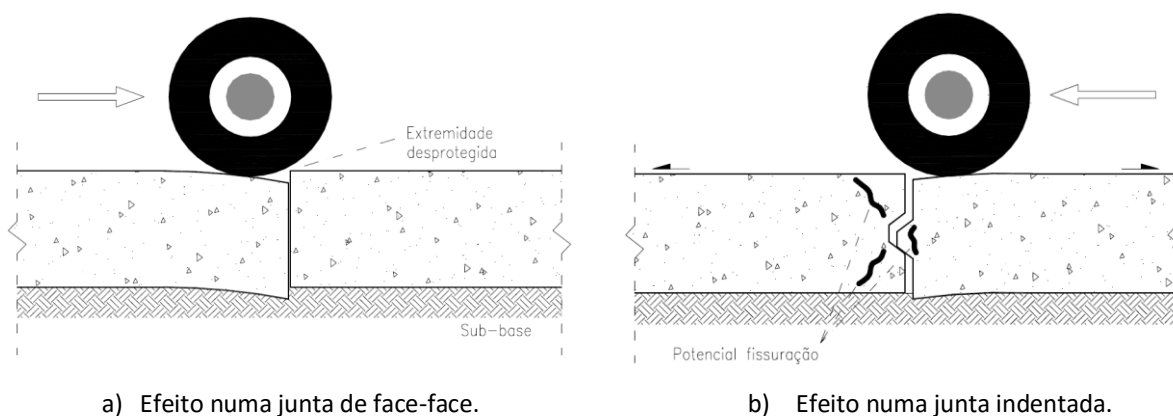 Extremidade
desprotegida
Sub-base
Potencial fissuração
a) Efeito numa junta de face-face.
b) Efeito numa junta indentada.